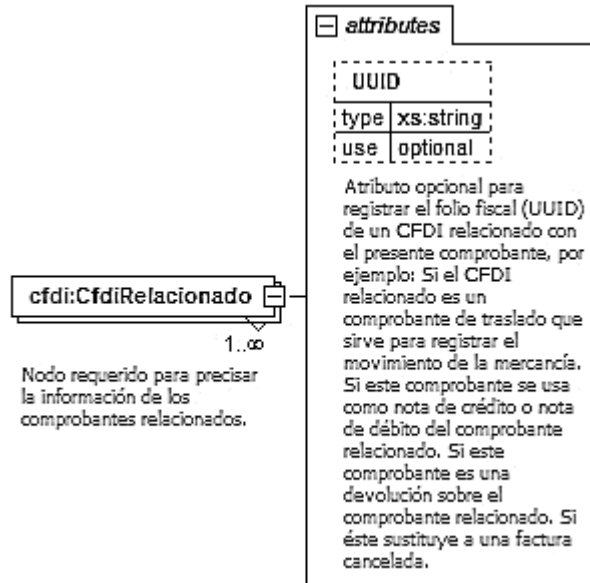 attributes
UUID
type xs:string
use optional
Atributo opcional para
registrar el folio fiscal (UUID)
de un CFDI relacionado con
el presente comprobante, por
ejemplo: Si el CFDI
relacionado es un
comprobante de traslado que
sirve para registrar el
movimiento de la mercancía.
Si este comprobante se usa
como nota de crédito o nota
de débito del comprobante
relacionado. Si este
comprobante es una
devolución sobre el
comprobante relacionado. Si
éste sustituye a una factura
cancelada.
cfdi:CfdiRelacionado
1..∞
Nodo requerido para precisar
la información de los
comprobantes relacionados.